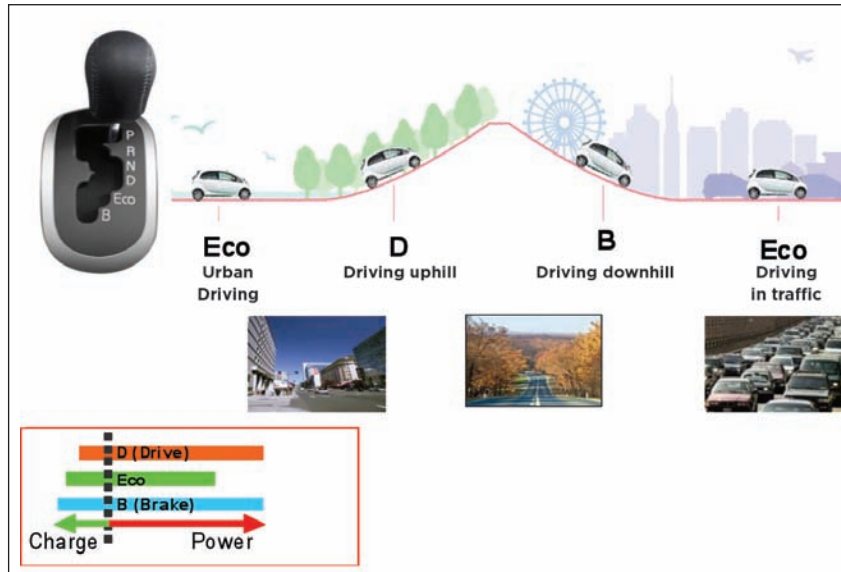 P
R
N
D
Eco
B
Eco
Urban
Driving
D
Driving uphill
B
Driving downhill
Eco
Driving
in traffic
D (Drive)
Eco
B (Brake)
Charge
Power